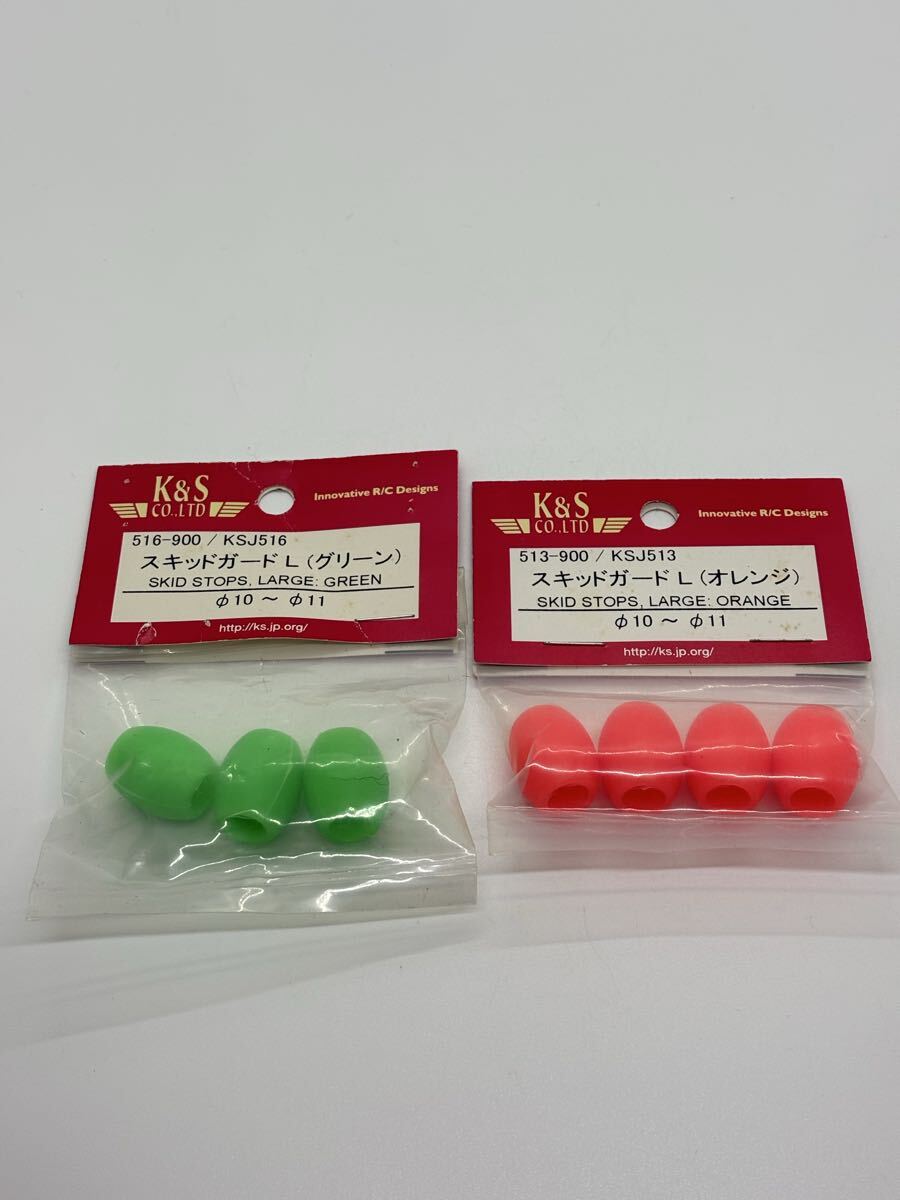 K&S
CO.,LTD
Innovative R/C Designs
516-900 / KSJ516
スキッドガード L (グリーン)
SKID STOPS, LARGE: GREEN
φ10 ～ φ11
http://ks.jp.org/
K&S
CO.,LTD
Innovative R/C Designs
513-900 / KSJ513
スキッドガード L (オレンジ)
SKID STOPS, LARGE: ORANGE
φ10 ～ φ11
http://ks.jp.org/